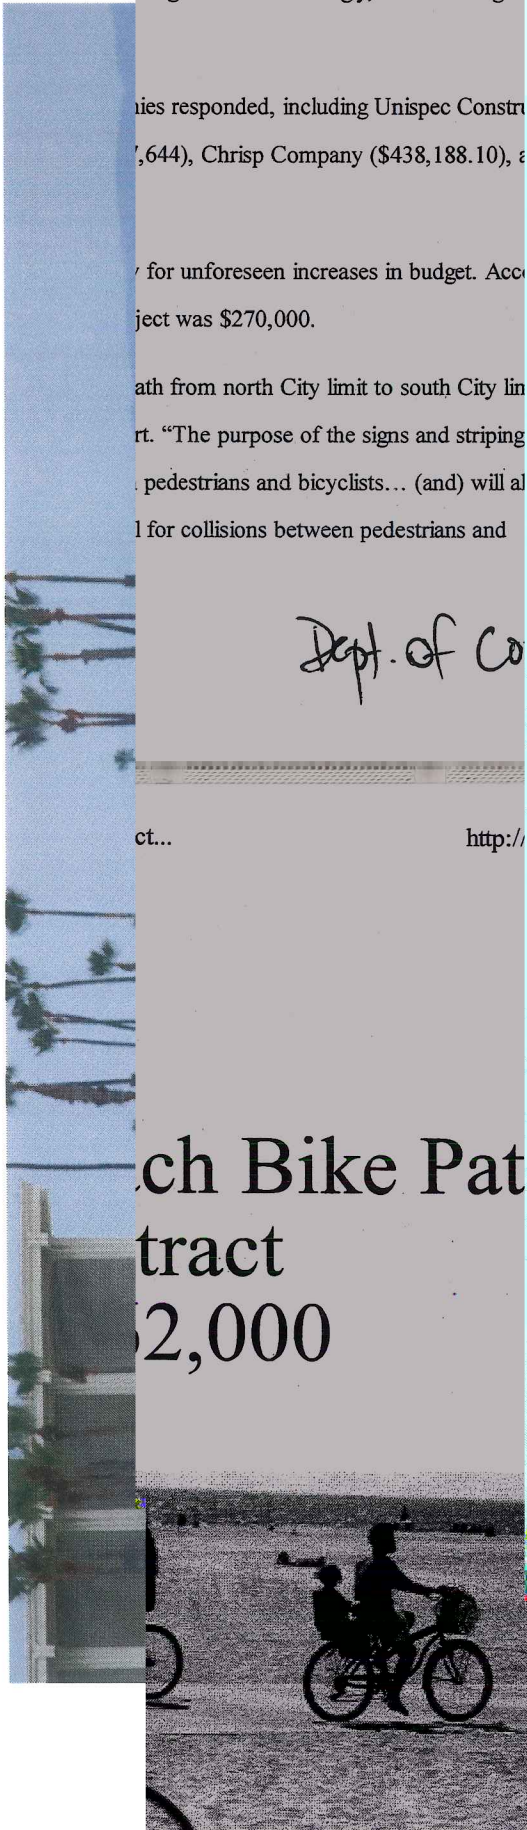 ies responded, including Unispec Constru
,644), Chrisp Company ($438,188.10), a
for unforeseen increases in budget. Acc
ject was $270,000.
ath from north City limit to south City lim
rt. “The purpose of the signs and striping
pedestrians and bicyclists… (and) will al
l for collisions between pedestrians and
Dept. of Co
ct...
http://
ch Bike Pat
tract
2,000